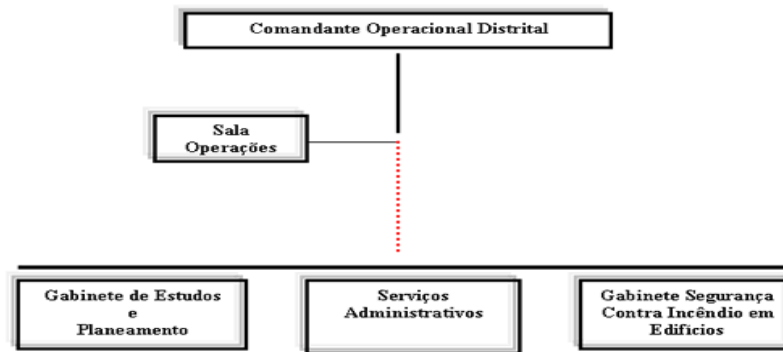 Comandante Operacional Distrital
Sala
Operações
Gabinete de Estudos
e
Planeamento
Serviços
Administrativos
Gabinete Segurança
Contra Incêndio em
Edifícios